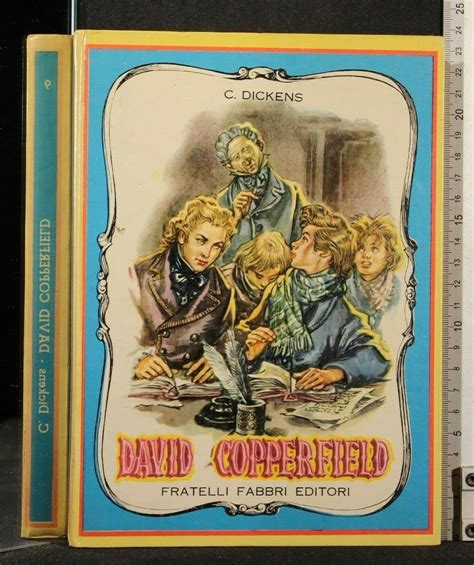 C. DICKENS
DAVID COPPERFIELD
FRATELLI FABBRI EDITORI
C. Dickens · DAVID COPPERFIELD